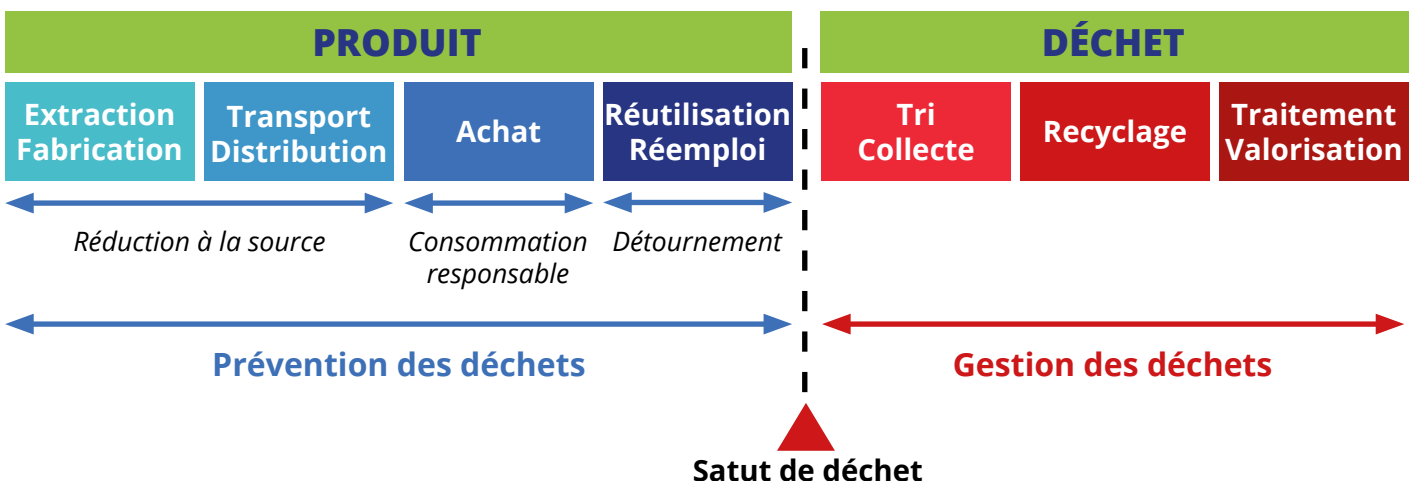 PRODUIT
DÉCHET
Extraction
Fabrication
Transport
Distribution
Achat
Réutilisation
Réemploi
Tri
Collecte
Recyclage
Traitement
Valorisation
Réduction à la source
Consommation
responsable
Détournement
Prévention des déchets
Gestion des déchets
Satut de déchet